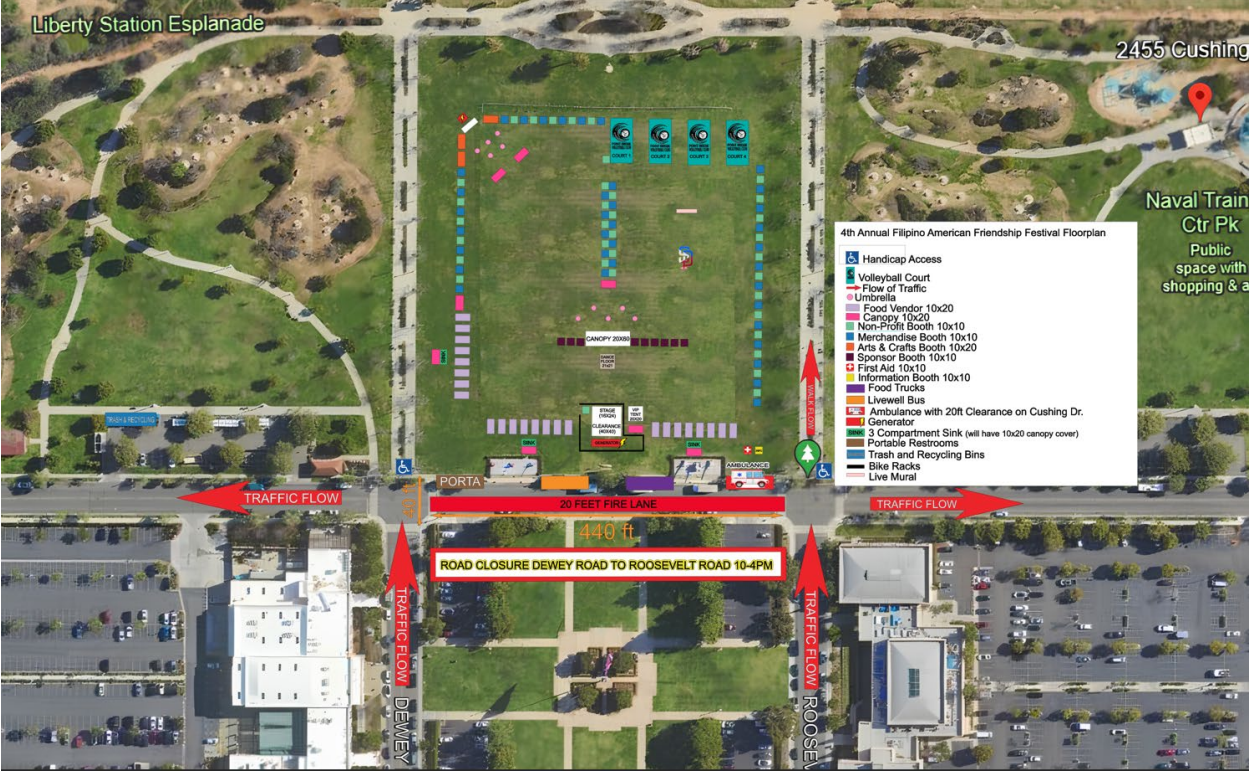 Liberty Station Esplanade
2455 Cushing
COURT 1
COURT 2
COURT 3
COURT 4
Naval Train
Ctr Pk
Public
space with
shopping & a
4th Annual Filipino American Friendship Festival Floorplan
Handicap Access
Volleyball Court
Flow of Traffic
Umbrella
Food Vendor 10x20
Canopy 10x20
Non-Profit Booth 10x10
Merchandise Booth 10x10
Arts & Crafts Booth 10x20
Sponsor Booth 10x10
First Aid 10x10
Information Booth 10x10
Food Trucks
Livewell Bus
Ambulance with 20ft Clearance on Cushing Dr.
Generator
SINK 3 Compartment Sink (will have 10x20 canopy cover)
Portable Restrooms
Trash and Recycling Bins
Bike Racks
Live Mural
CANOPY 20X60
DANCE
FLOOR
21x21
SINK
WALK FLOW
TRASH & RECYCLING
STAGE
(16X24)
CLEARANCE
(40X40)
VIP
TENT
GENERATOR
SINK
SINK
AMBULANCE
PORTA
TRAFFIC FLOW
20 FEET FIRE LANE
TRAFFIC FLOW
40 ft
440 ft
ROAD CLOSURE DEWEY ROAD TO ROOSEVELT ROAD 10-4PM
TRAFFIC FLOW
TRAFFIC FLOW
DEWEY
ROOSEV